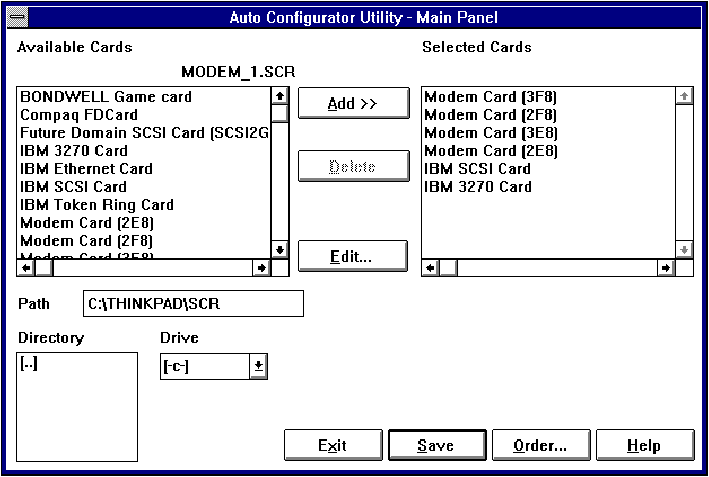 Auto Configurator Utility - Main Panel
Available Cards
Selected Cards
MODEM_1.SCR
BONDWELL Game card
Compaq FDCard
Future Domain SCSI Card (SCSI2G
IBM 3270 Card
IBM Ethernet Card
IBM SCSI Card
IBM Token Ring Card
Modem Card (2E8)
Modem Card (2F8)
Modem Card (3E8)
Add >>
Delete
Edit...
Modem Card (3F8)
Modem Card (2F8)
Modem Card (3E8)
Modem Card (2E8)
IBM SCSI Card
IBM 3270 Card
Path
C:\THINKPAD\SCR
Directory
Drive
[..]
[-c-]
Exit
Save
Order...
Help